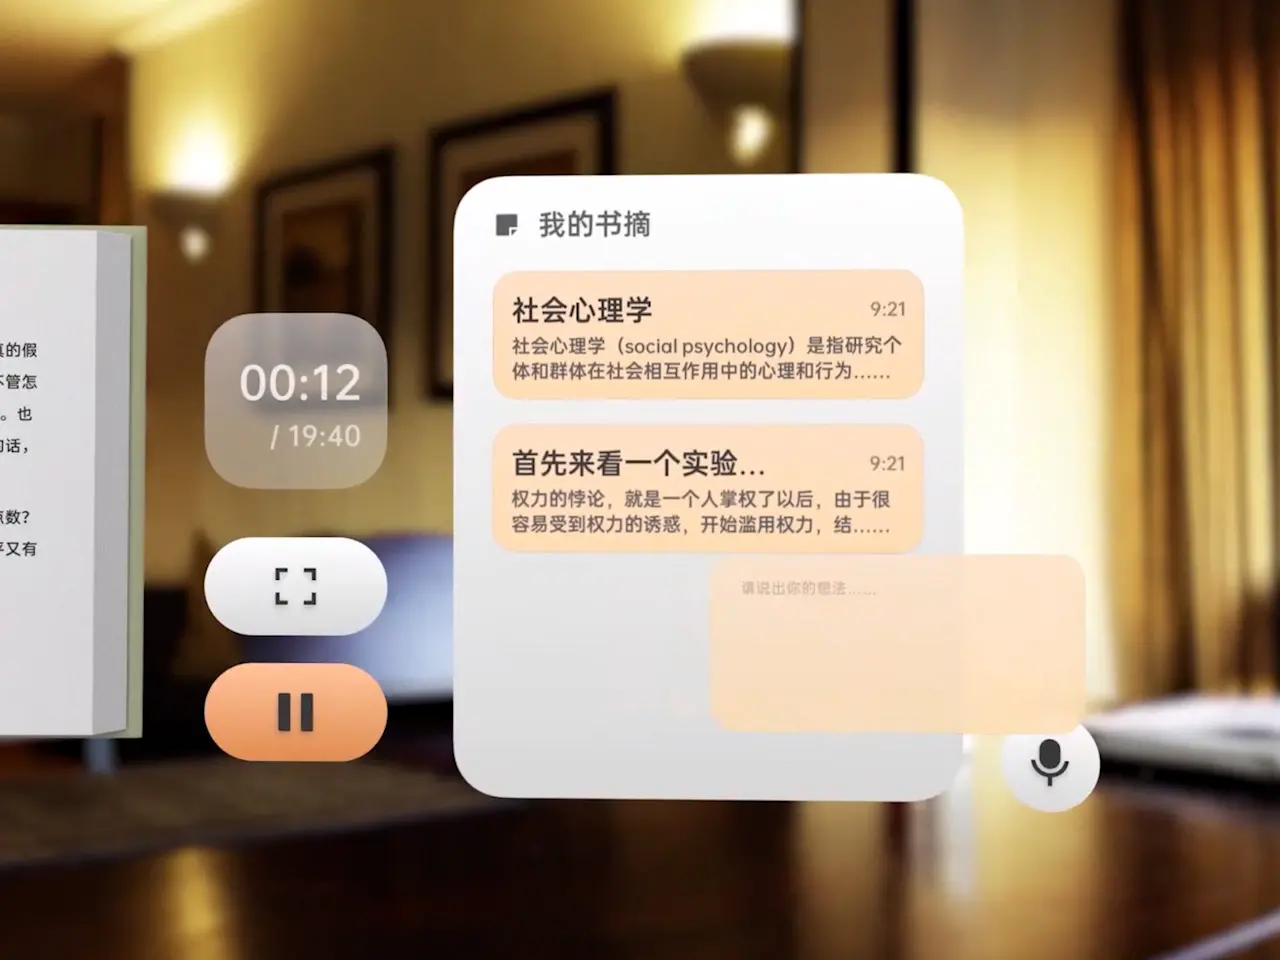 真的假
不管怎
。也
的话，
点数？
乎又有
00:12
/ 19:40
我的书摘
社会心理学
9:21
社会心理学（social psychology）是指研究个
体和群体在社会相互作用中的心理和行为……
首先来看一个实验…
9:21
权力的悖论，就是一个人掌权了以后，由于很
容易受到权力的诱惑，开始滥用权力，结……
请说出你的想法……